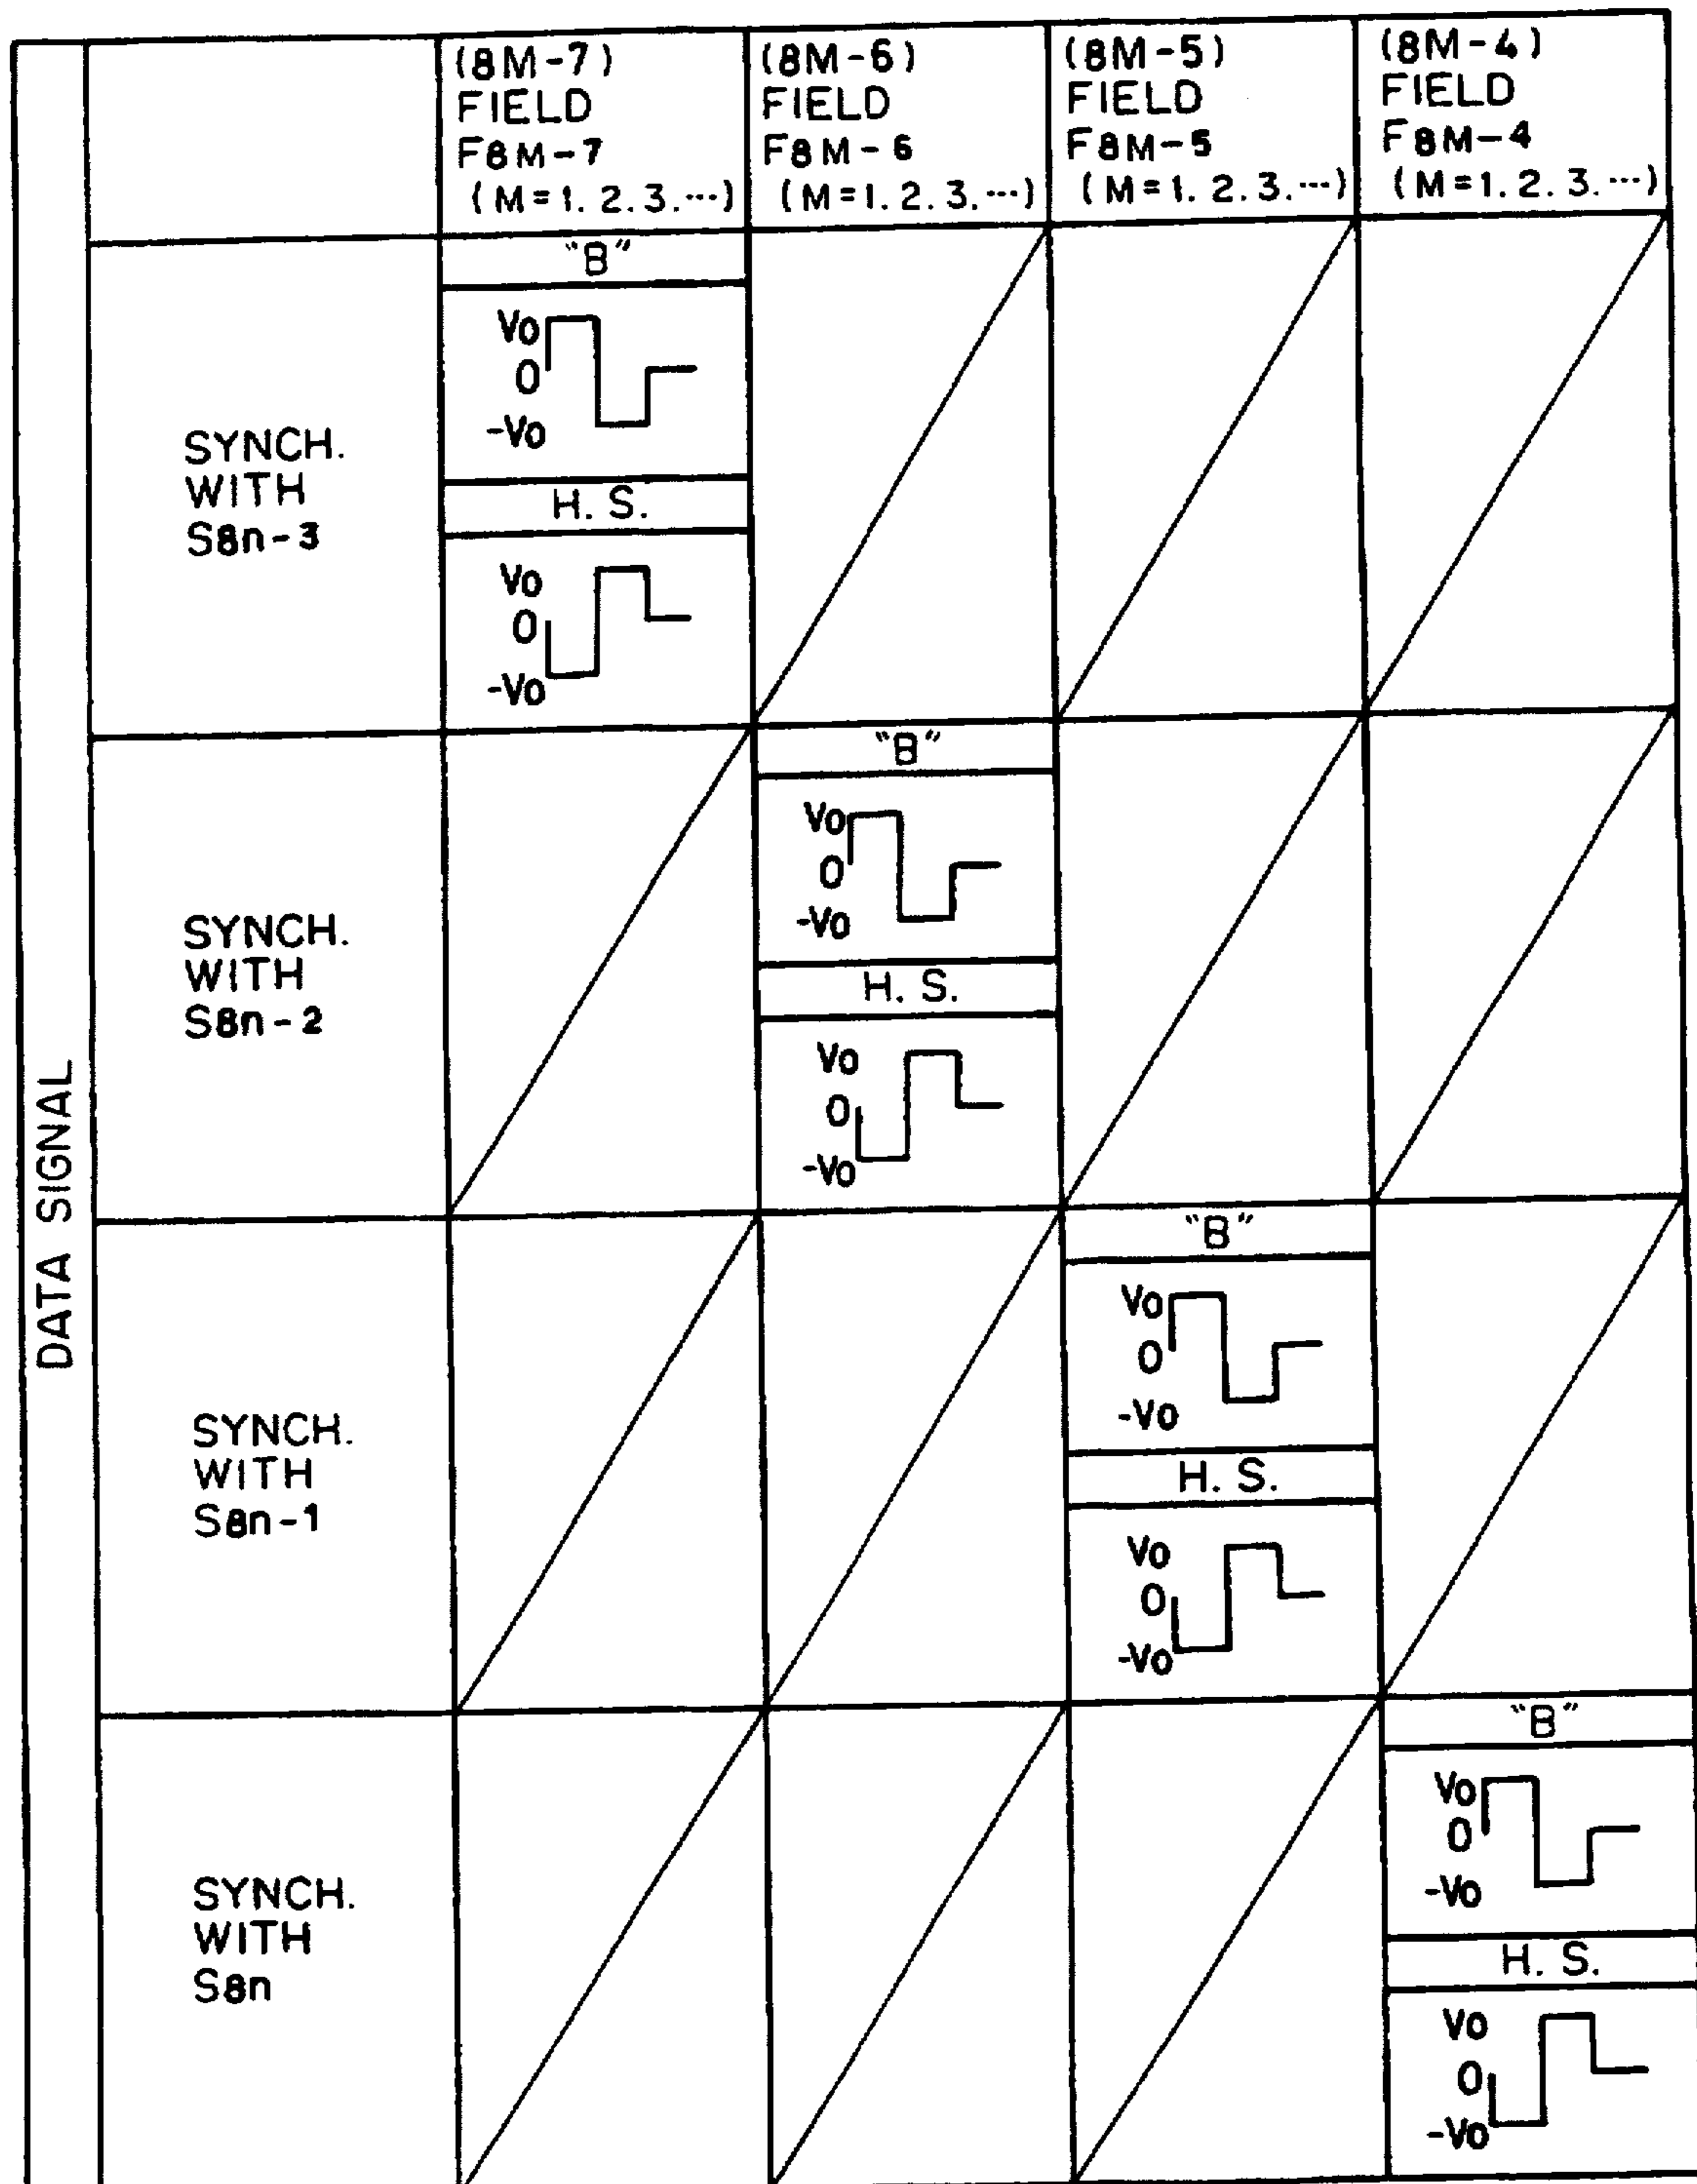 (8M-7)
FIELD
F8M-7
(M=1.2.3.…)
(8M-6)
FIELD
F8M-6
(M=1.2.3.…)
(8M-5)
FIELD
F8M-5
(M=1.2.3.…)
(8M-4)
FIELD
F8M-4
(M=1.2.3.…)
DATA SIGNAL
SYNCH.
WITH
S8n-3
"B"
Vo
0
-Vo
H. S.
Vo
0
-Vo
SYNCH.
WITH
S8n-2
"B"
Vo
0
-Vo
H. S.
Vo
0
-Vo
SYNCH.
WITH
S8n-1
"B"
Vo
0
-Vo
H. S.
Vo
0
-Vo
SYNCH.
WITH
S8n
"B"
Vo
0
-Vo
H. S.
Vo
0
-Vo